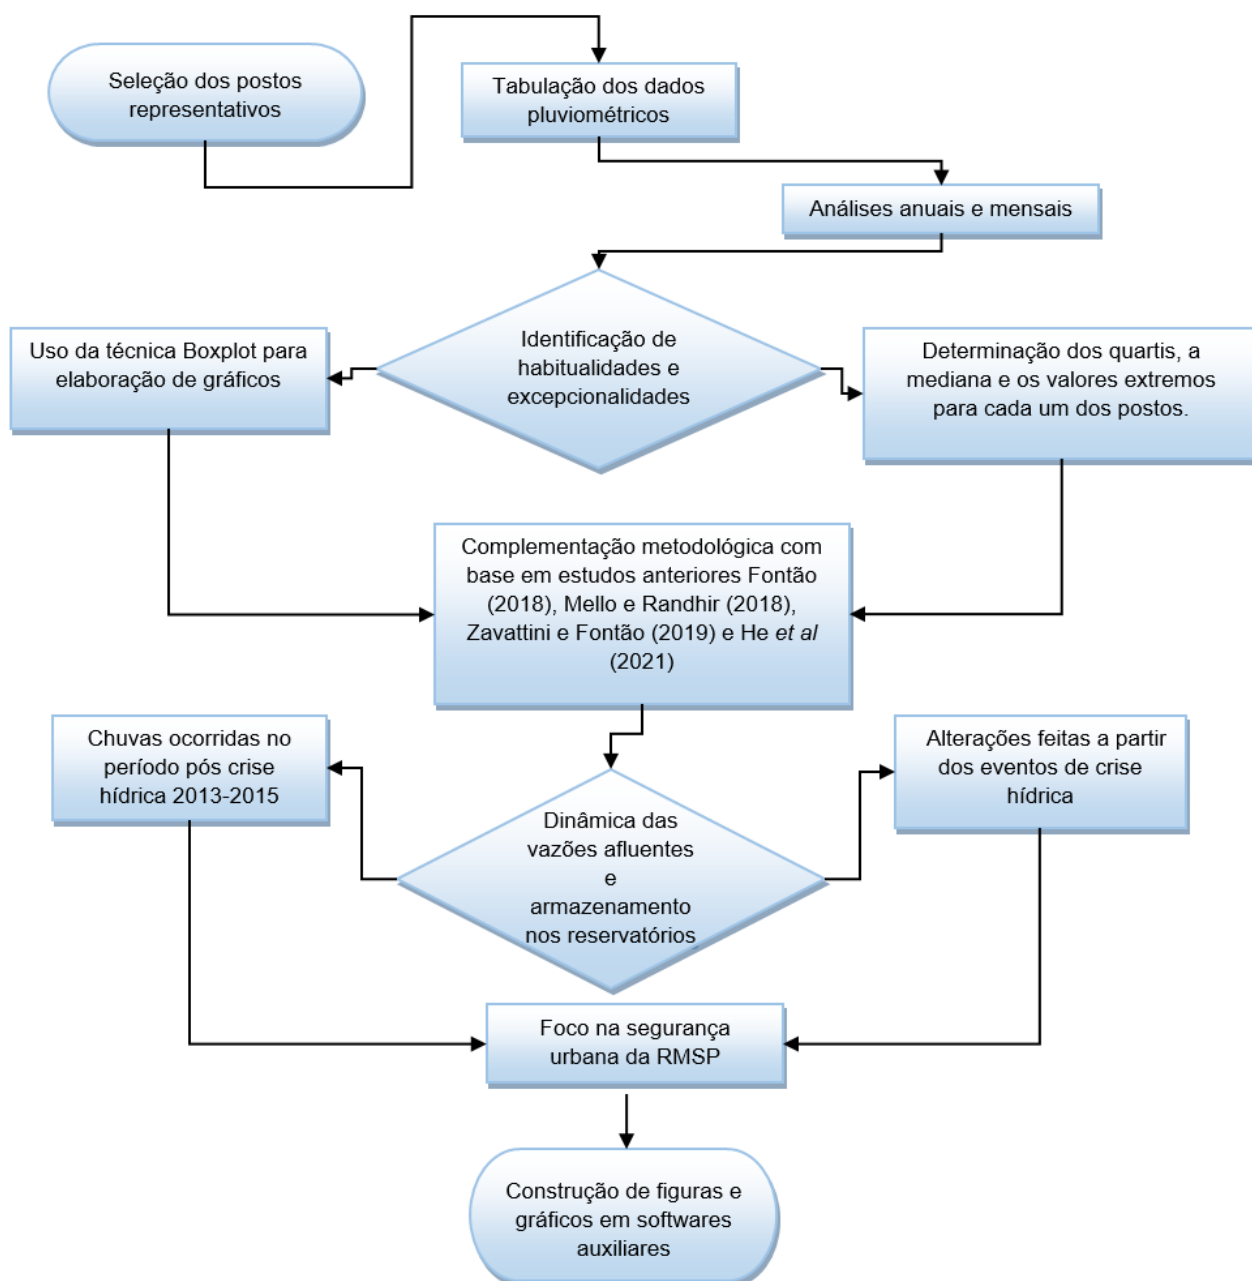 Seleção dos postos
representativos
Tabulação dos dados
pluviométricos
Análises anuais e mensais
Identificação de
habitualidades e
excepcionalidades
Uso da técnica Boxplot para
elaboração de gráficos
Determinação dos quartis, a
mediana e os valores extremos
para cada um dos postos.
Complementação metodológica com
base em estudos anteriores Fontão
(2018), Mello e Randhir (2018),
Zavattini e Fontão (2019) e He et al
(2021)
Chuvas ocorridas no
período pós crise
hídrica 2013-2015
Alterações feitas a partir
dos eventos de crise
hídrica
Dinâmica das
vazões afluentes
e
armazenamento
nos reservatórios
Foco na segurança
urbana da RMSP
Construção de figuras e
gráficos em softwares
auxiliares